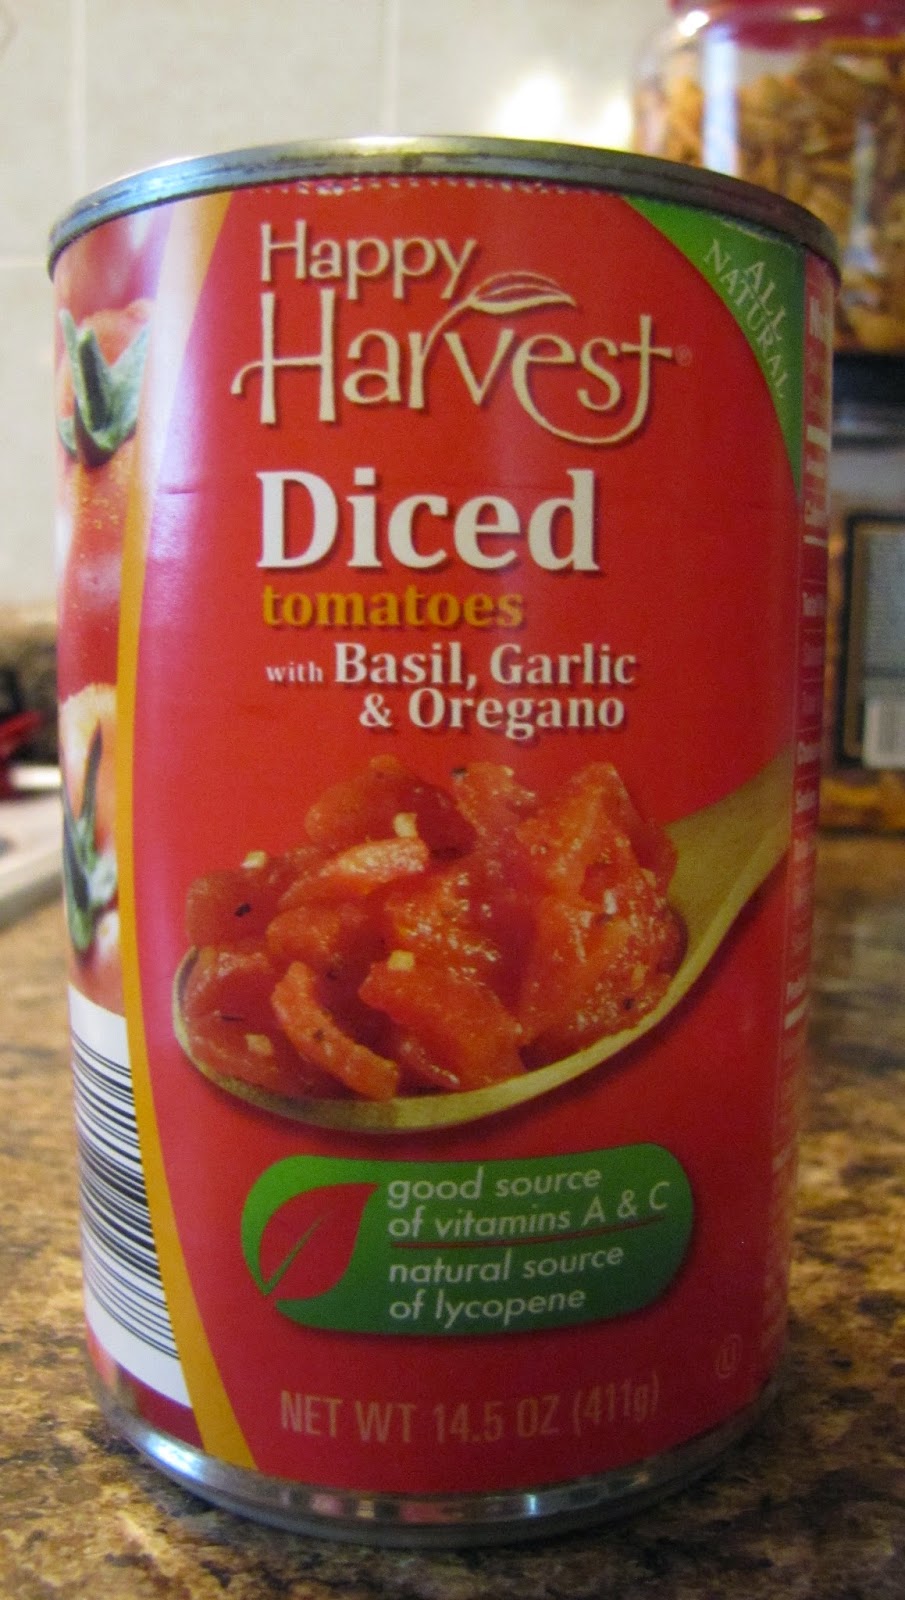 Happy
Harvest®
ALL
NATURAL
Diced
tomatoes
with Basil, Garlic
& Oregano
good source
of vitamins A & C
natural source
of lycopene
U
NET WT 14.5 OZ (411g)